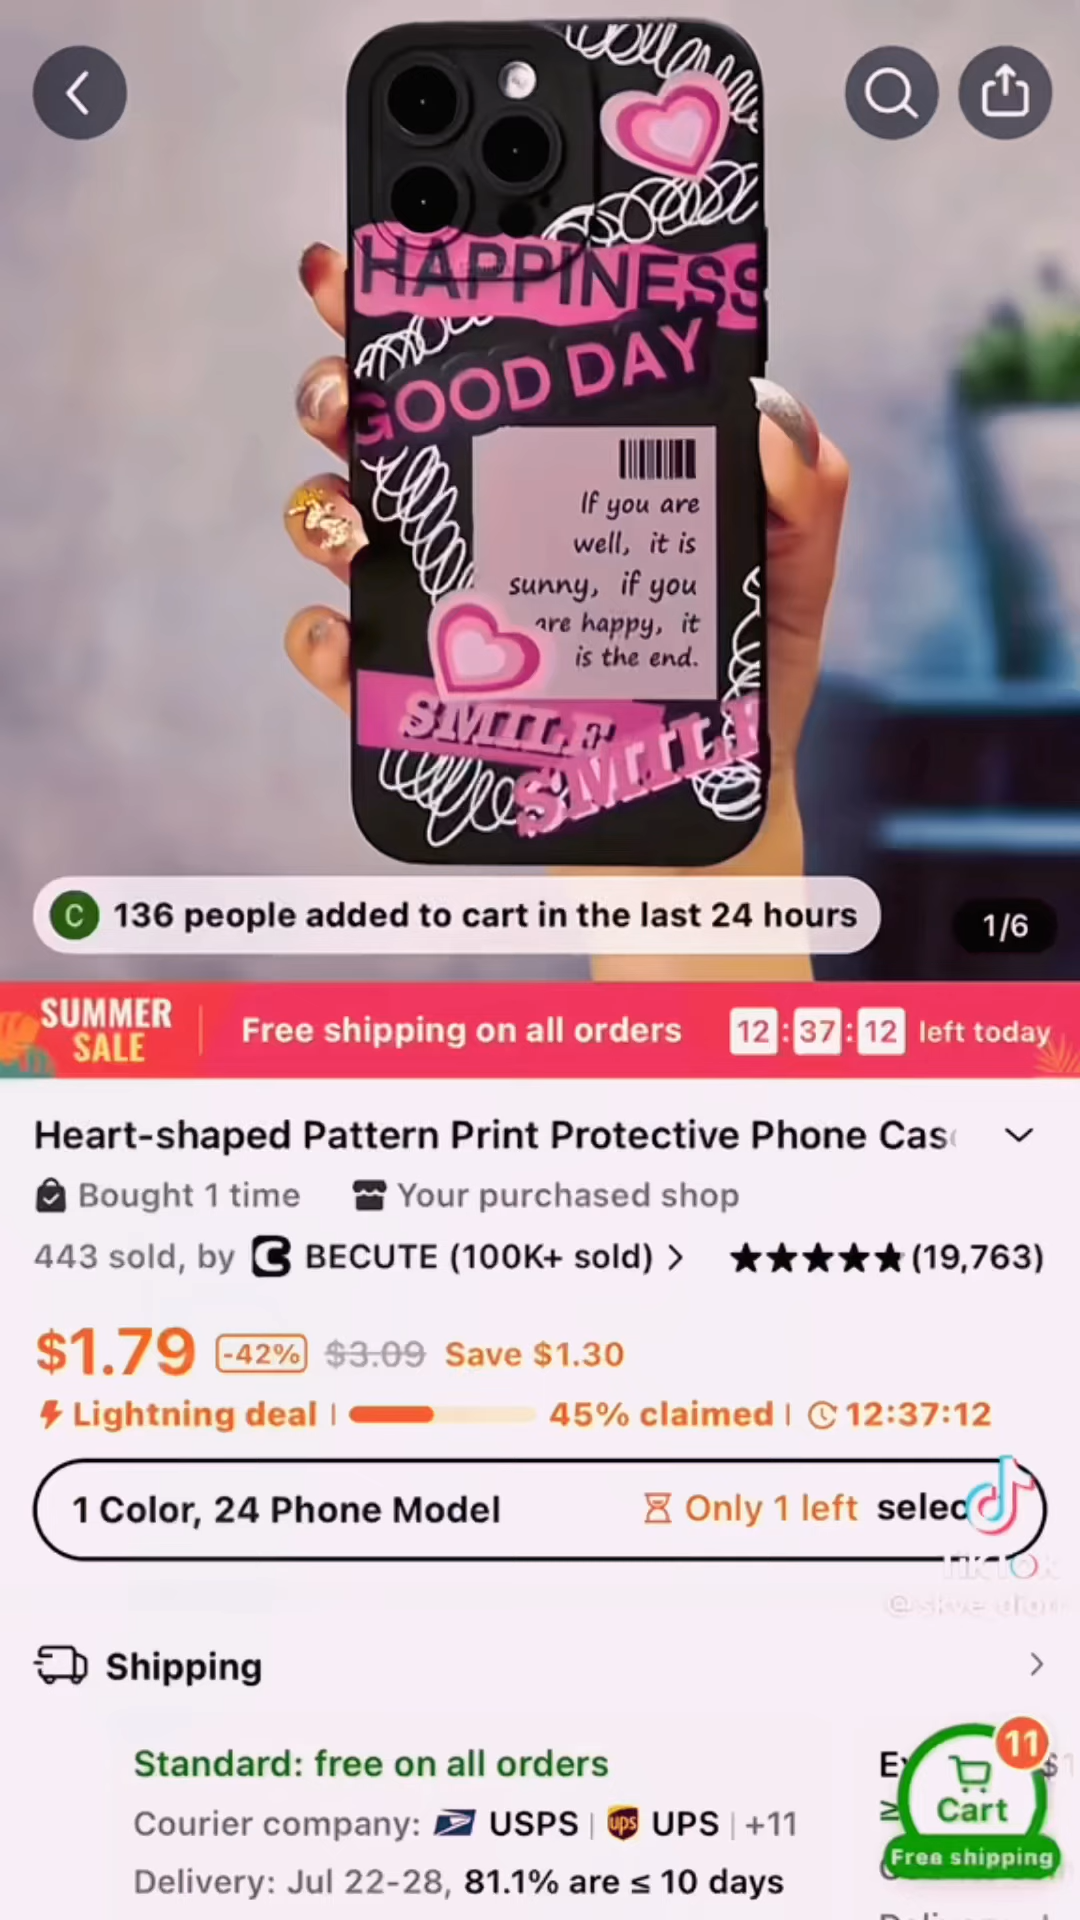 HAPPINESS
GOOD DAY
If you are
well, it is
sunny, if you
are happy, it
is the end.
SMILE
SMILE
C 136 people added to cart in the last 24 hours
1/6
SUMMER
SALE
Free shipping on all orders 12:37:12 left today
Heart-shaped Pattern Print Protective Phone Cas
Bought 1 time Your purchased shop
443 sold, by BECUTE (100K+ sold) > ★★★★★ (19,763)
$1.79 -42% $3.09 Save $1.30
Lightning deal | 45% claimed | 12:37:12
1 Color, 24 Phone Model Only 1 left selec
TikTok
Shipping
Standard: free on all orders
Courier company: USPS | ups UPS | +11
Delivery: Jul 22-28, 81.1% are ≤ 10 days
11
Cart
Free shipping